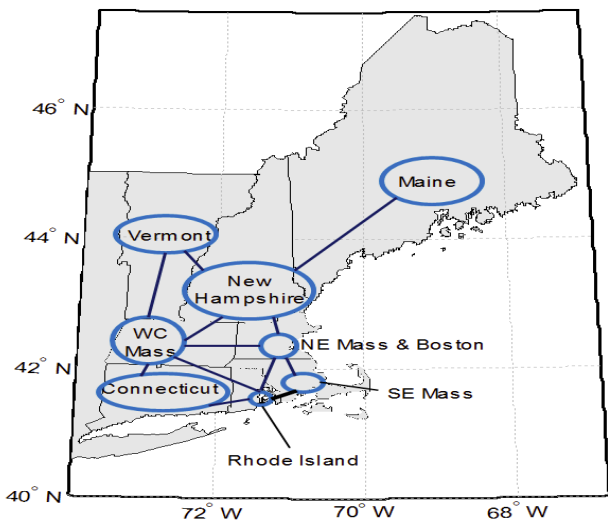 46° N
Maine
Vermont
44° N
New
Hampshire
WC
Mass
NE Mass & Boston
42° N
Connecticut
SE Mass
Rhode Island
40° N
72° W
70° W
68° W